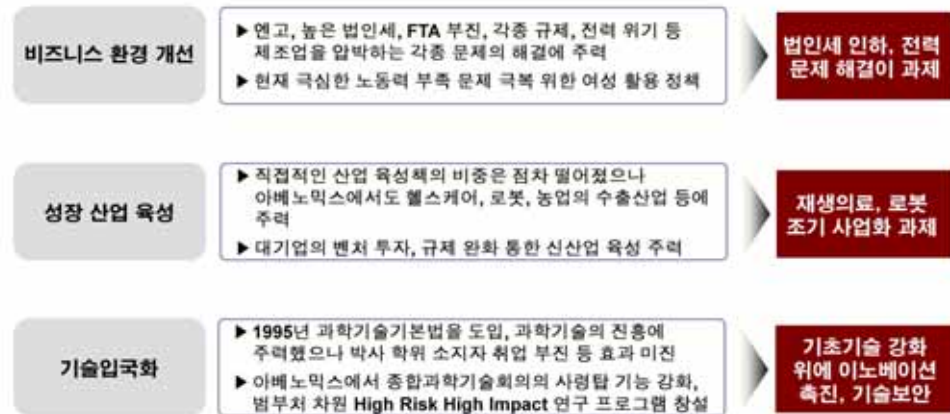 비즈니스 환경 개선
▶ 엔고, 높은 법인세, FTA 부진, 각종 규제, 전력 위기 등
제조업을 압박하는 각종 문제의 해결에 주력
▶ 현재 극심한 노동력 부족 문제 극복 위한 여성 활용 정책
법인세 인하, 전력
문제 해결이 과제
성장 산업 육성
▶ 직접적인 산업 육성책의 비중은 점차 떨어졌으나
아베노믹스에서도 헬스케어, 로봇, 농업의 수출산업 등에
주력
▶ 대기업의 벤처 투자, 규제 완화 통한 신산업 육성 주력
재생의료, 로봇
조기 사업화 과제
기술입국화
▶ 1995년 과학기술기본법을 도입, 과학기술의 진흥에
주력했으나 박사 학위 소지자 취업 부진 등 효과 미진
▶ 아베노믹스에서 종합과학기술회의의 사령탑 기능 강화,
범부처 차원 High Risk High Impact 연구 프로그램 창설
기초기술 강화
위에 이노베이션
촉진, 기술보안